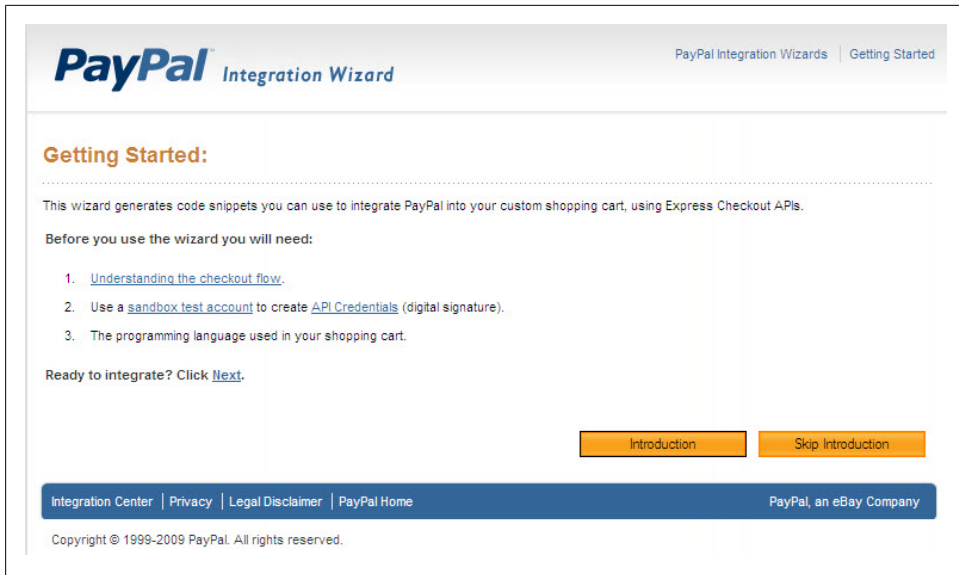 PayPal™ Integration Wizard
PayPal Integration Wizards | Getting Started
Getting Started:
This wizard generates code snippets you can use to integrate PayPal into your custom shopping cart, using Express Checkout APIs.
Before you use the wizard you will need:
1. Understanding the checkout flow.
2. Use a sandbox test account to create API Credentials (digital signature).
3. The programming language used in your shopping cart.
Ready to integrate? Click Next.
Introduction
Skip Introduction
Integration Center | Privacy | Legal Disclaimer | PayPal Home
PayPal, an eBay Company
Copyright © 1999-2009 PayPal. All rights reserved.